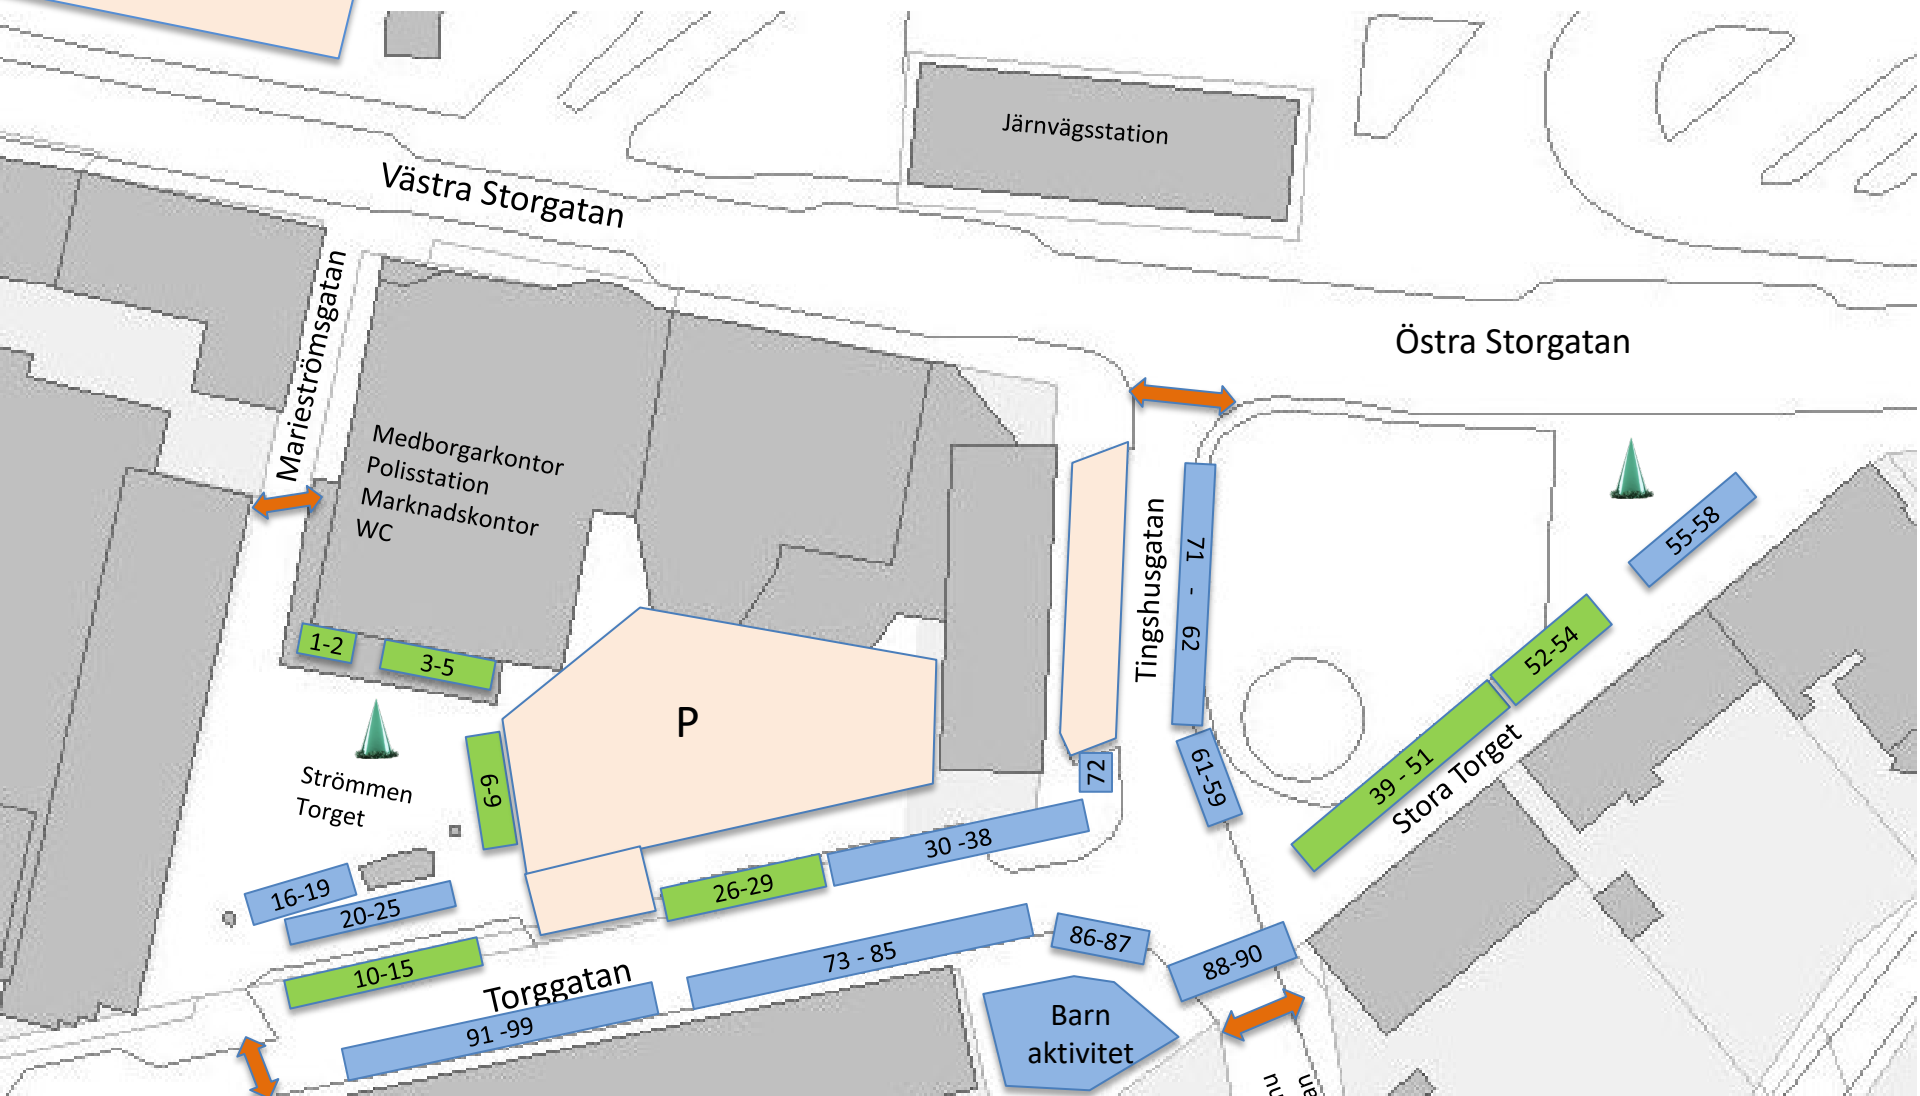 Järnvägsstation
Västra Storgatan
Östra Storgatan
Marieströmsgatan
Medborgarkontor
Polisstation
Marknadskontor
WC
Tingshusgatan
71 - 62
55-58
1-2
3-5
52-54
P
6-9
Strömmen
Torget
72
61-59
39 - 51
Stora Torget
30 -38
26-29
16-19
20-25
10-15
Torggatan
73 - 85
86-87
88-90
91 -99
Barn
aktivitet